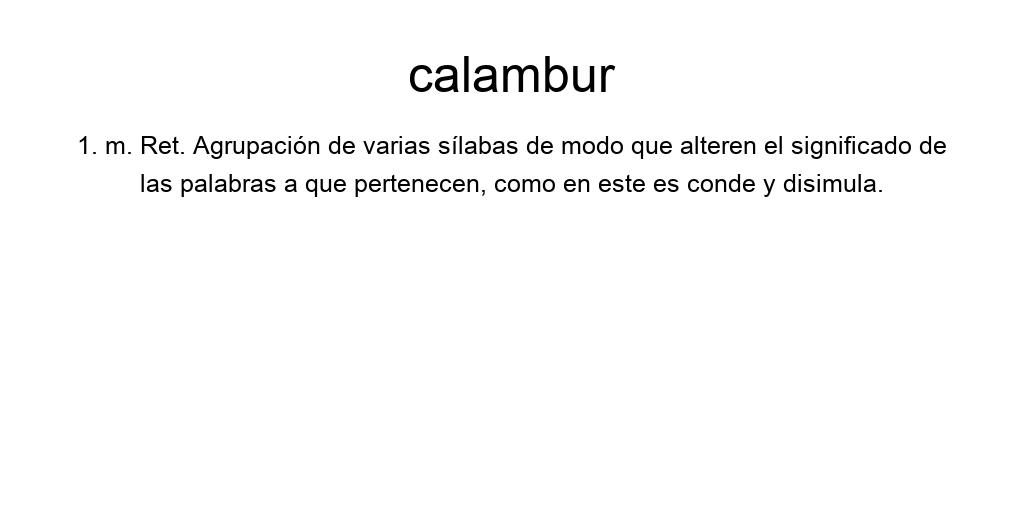 calambur
1. m. Ret. Agrupación de varias sílabas de modo que alteren el significado de
las palabras a que pertenecen, como en este es conde y disimula.